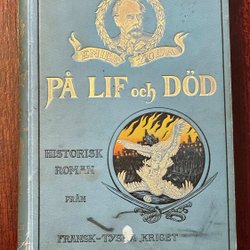 EMILE ZOLA
PÅ LIF och DÖD
HISTORISK
ROMAN
FRÅN
FRANSK-TYSKA KRIGET